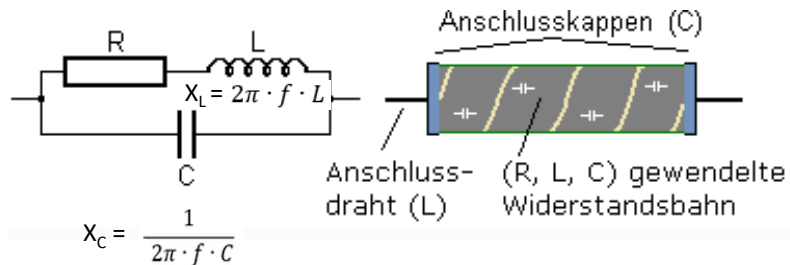 R
L
X_L = 2π · f · L
C
X_C = 1 / (2π · f · C)
Anschlusskappen (C)
Anschluss-
draht (L)
(R, L, C) gewendelte
Widerstandsbahn